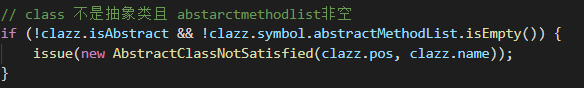 // class 不是抽象类且 abstarctmethodlist非空
if (!clazz.isAbstract && !clazz.symbol.abstractMethodList.isEmpty()) {
    issue(new AbstractClassNotSatisfied(clazz.pos, clazz.name));
}